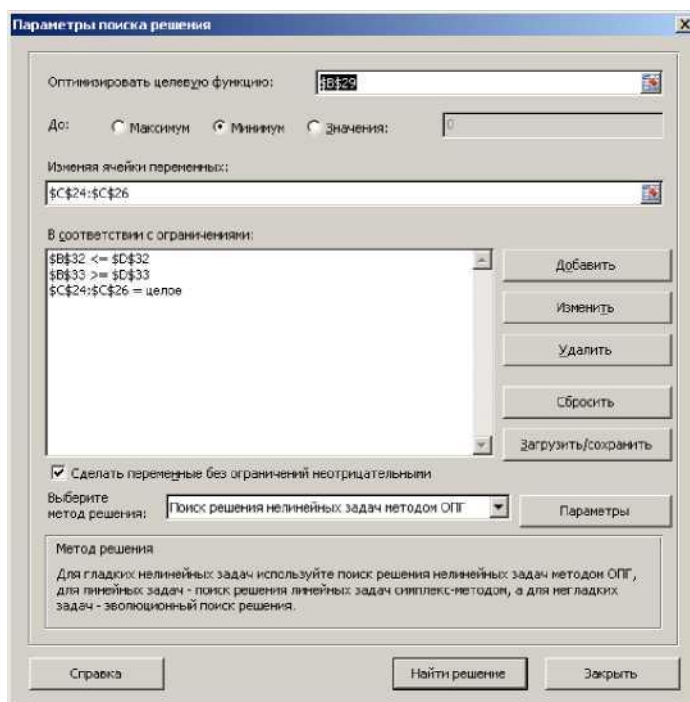 Параметры поиска решения
Оптимизировать целевую функцию: $B$29
До: Максимум Минимум Значения: 0
Изменяя ячейки переменных:
$C$24:$C$26
В соответствии с ограничениями:
$B$32 <= $D$32
$B$33 >= $D$33
$C$24:$C$26 = целое
Добавить
Изменить
Удалить
Сбросить
Загрузить/сохранить
Сделать переменные без ограничений неотрицательными
Выберите
метод решения: Поиск решения нелинейных задач методом ОПГ Параметры
Метод решения
Для гладких нелинейных задач используйте поиск решения нелинейных задач методом ОПГ,
для линейных задач - поиск решения линейных задач симплекс-методом, а для негладких
задач - эволюционный поиск решения.
Справка Найти решение Закрыть